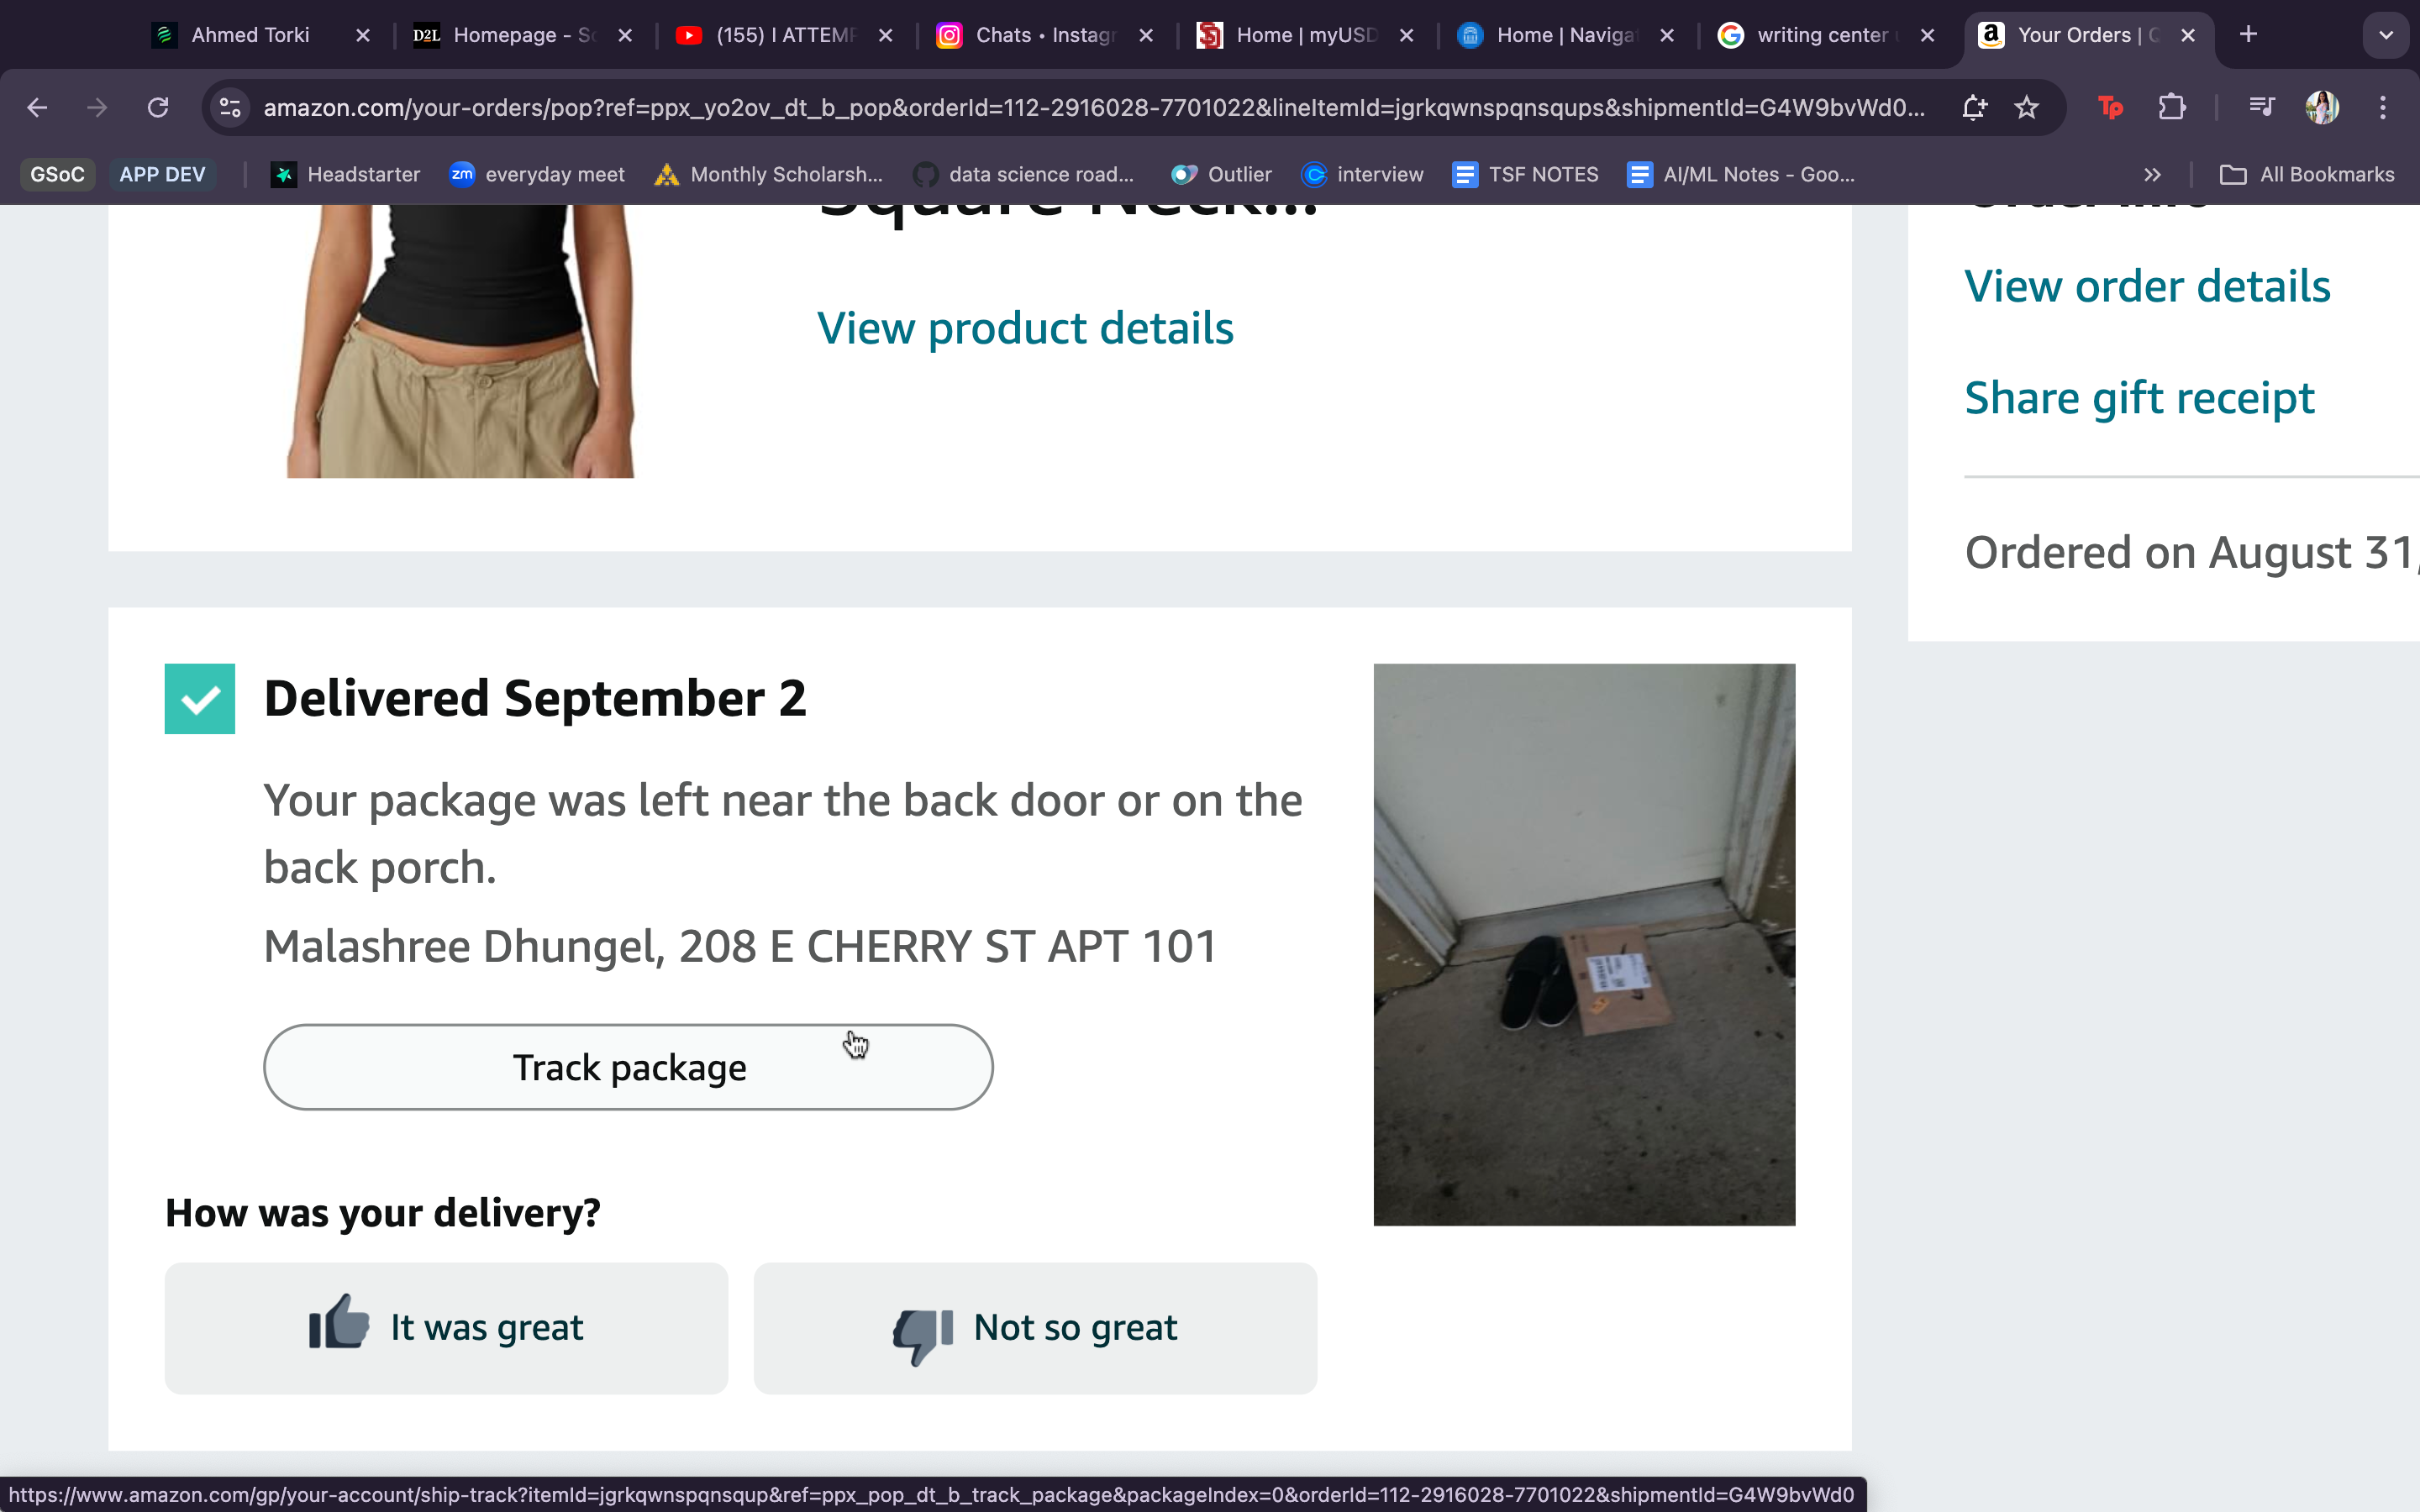 Ahmed Torki
D2L Homepage - Sc
(155) I ATTEMP
Chats • Instagr
Home | myUSD
Home | Naviga
writing center
Your Orders |
amazon.com/your-orders/pop?ref=ppx_yo2ov_dt_b_pop&orderId=112-2916028-7701022&lineItemId=jgrkqwnspqnsqups&shipmentId=G4W9bvWd0...
GSoC
APP DEV
Headstarter
zm everyday meet
Monthly Scholarsh...
data science road...
Outlier
interview
TSF NOTES
AI/ML Notes - Goo...
All Bookmarks
Square Neck...
View product details
Order info
View order details
Share gift receipt
Ordered on August 31,
Delivered September 2
Your package was left near the back door or on the
back porch.
Malashree Dhungel, 208 E CHERRY ST APT 101
Track package
How was your delivery?
It was great
Not so great
https://www.amazon.com/gp/your-account/ship-track?itemId=jgrkqwnspqnsqup&ref=ppx_pop_dt_b_track_package&packageIndex=0&orderId=112-2916028-7701022&shipmentId=G4W9bvWd0